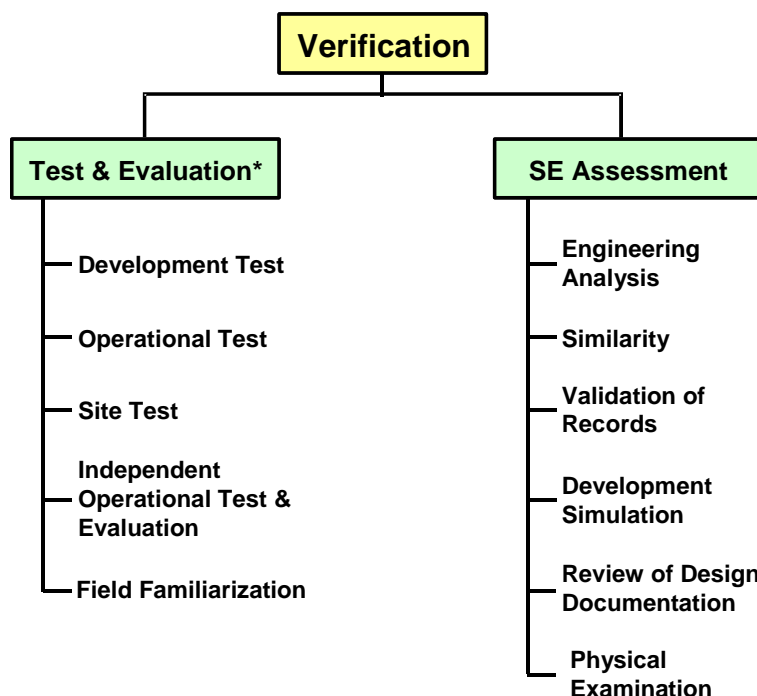 Verification
Test & Evaluation*
Development Test
Operational Test
Site Test
Independent
Operational Test &
Evaluation
Field Familiarization
SE Assessment
Engineering
Analysis
Similarity
Validation of
Records
Development
Simulation
Review of Design
Documentation
Physical
Examination